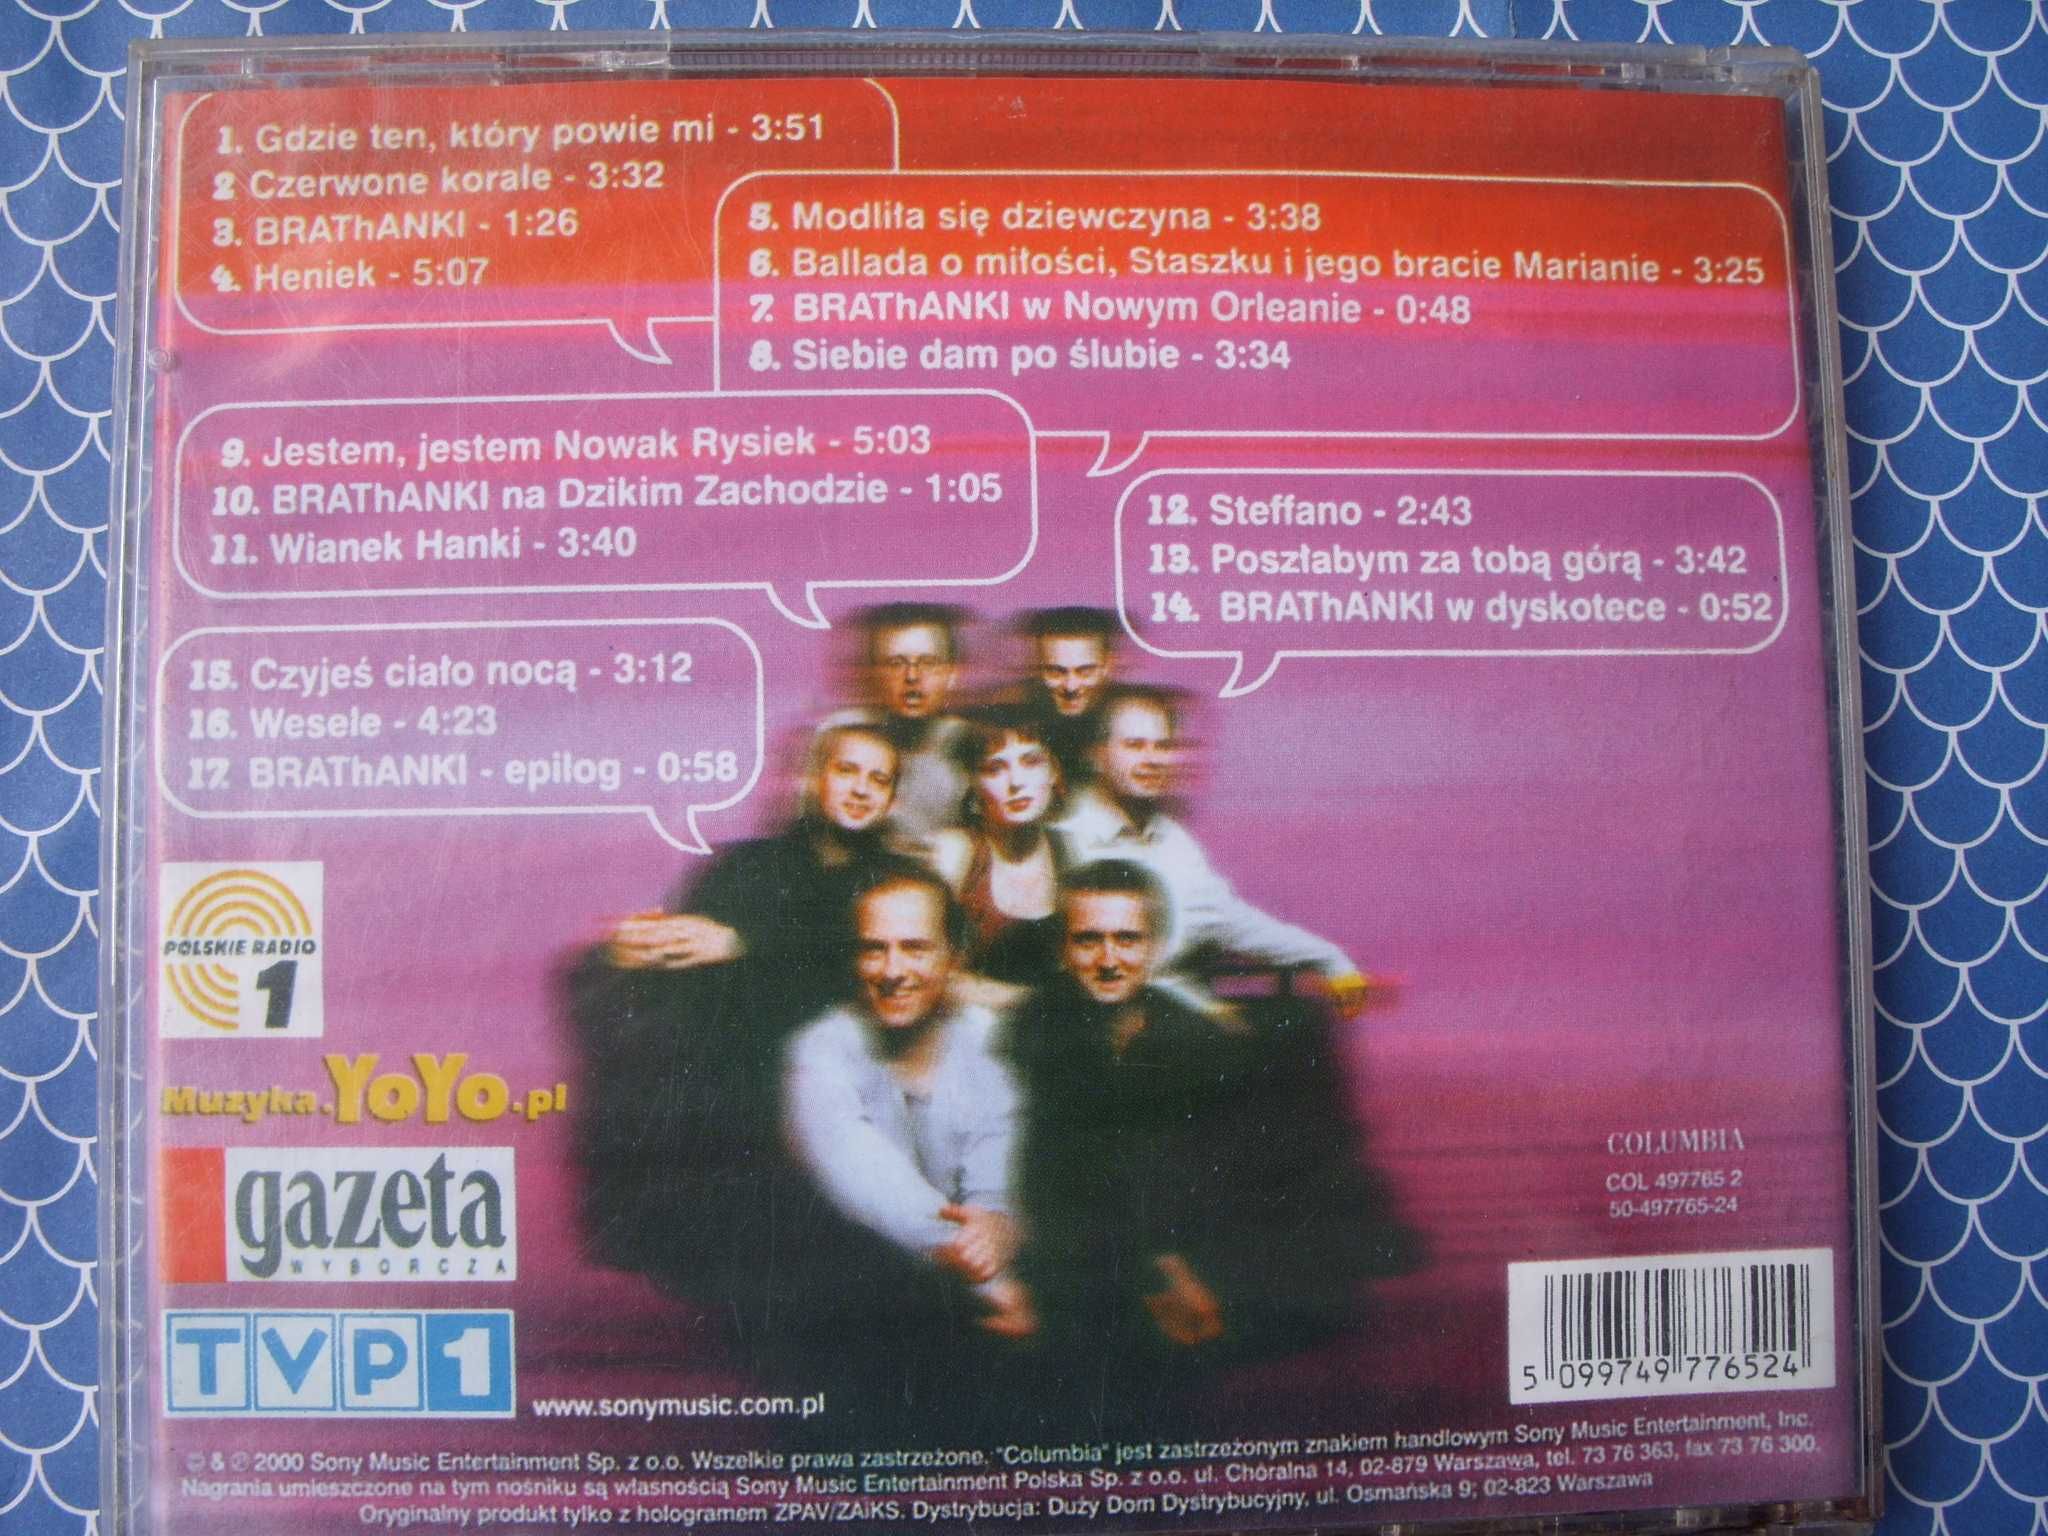 1. Gdzie ten, który powie mi - 3:51
2 Czerwone korale - 3:32
3. BRAThANKI - 1:26
4. Heniek - 5:07
5. Modliła się dziewczyna - 3:38
6. Ballada o miłości, Staszku i jego bracie Marianie - 3:25
7. BRAThANKI w Nowym Orleanie - 0:48
8. Siebie dam po ślubie - 3:34
9. Jestem, jestem Nowak Rysiek - 5:03
10. BRAThANKI na Dzikim Zachodzie - 1:05
11. Wianek Hanki - 3:40
12. Steffano - 2:43
13. Poszłabym za tobą górą - 3:42
14. BRAThANKI w dyskotece - 0:52
15. Czyjeś ciało nocą - 3:12
16. Wesele - 4:23
17. BRAThANKI - epilog - 0:58
POLSKIE RADIO
1
Muzyka.YoYo.pl
gazeta
WYBORCZA
TVP1
www.sonymusic.com.pl
COLUMBIA
COL 497765 2
50-497765-24
5 099749 776524
© & ℗ 2000 Sony Music Entertainment Sp. z o.o. Wszelkie prawa zastrzeżone. "Columbia" jest zastrzeżonym znakiem handlowym Sony Music Entertainment, Inc.
Nagrania umieszczone na tym nośniku są własnością Sony Music Entertainment Polska Sp. z o.o. ul. Chóralna 14, 02-879 Warszawa, tel. 73 76 363, fax 73 76 300.
Oryginalny produkt tylko z hologramem ZPAV/ZAiKS. Dystrybucja: Duży Dom Dystrybucyjny, ul. Osmańska 9; 02-823 Warszawa